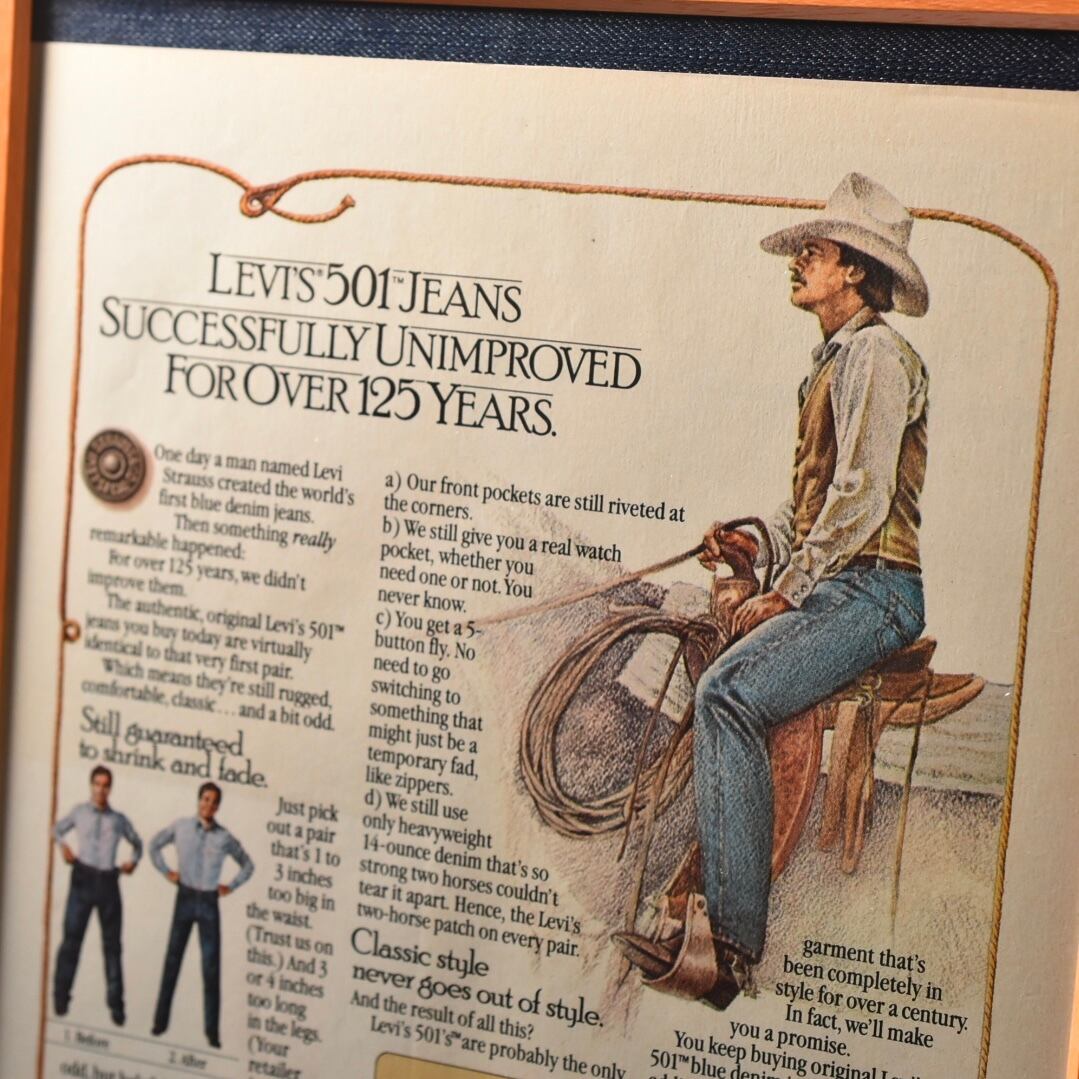 LEVI'S® 501™ JEANS
SUCCESSFULLY UNIMPROVED
FOR OVER 125 YEARS.
One day a man named Levi
Strauss created the world's
first blue denim jeans.
Then something really
remarkable happened:
For over 125 years, we didn't
improve them.
The authentic, original Levi's 501™
jeans you buy today are virtually
identical to that very first pair.
Which means they're still rugged,
comfortable, classic...and a bit odd.
Still guaranteed
to shrink and fade.
Just pick
out a pair
that's 1 to
3 inches
too big in
the waist.
(Trust us on
this.) And 3
or 4 inches
too long
in the legs.
(Your
retailer
1. Before
2. After
a) Our front pockets are still riveted at
the corners.
b) We still give you a real watch
pocket, whether you
need one or not. You
never know.
c) You get a 5-
button fly. No
need to go
switching to
something that
might just be a
temporary fad,
like zippers.
d) We still use
only heavyweight
14-ounce denim that's so
strong two horses couldn't
tear it apart. Hence, the Levi's
two-horse patch on every pair.
Classic style
never goes out of style.
And the result of all this?
Levi's 501's™ are probably the only
garment that's
been completely in
style for over a century.
In fact, we'll make
you a promise.
You keep buying original
501™ blue